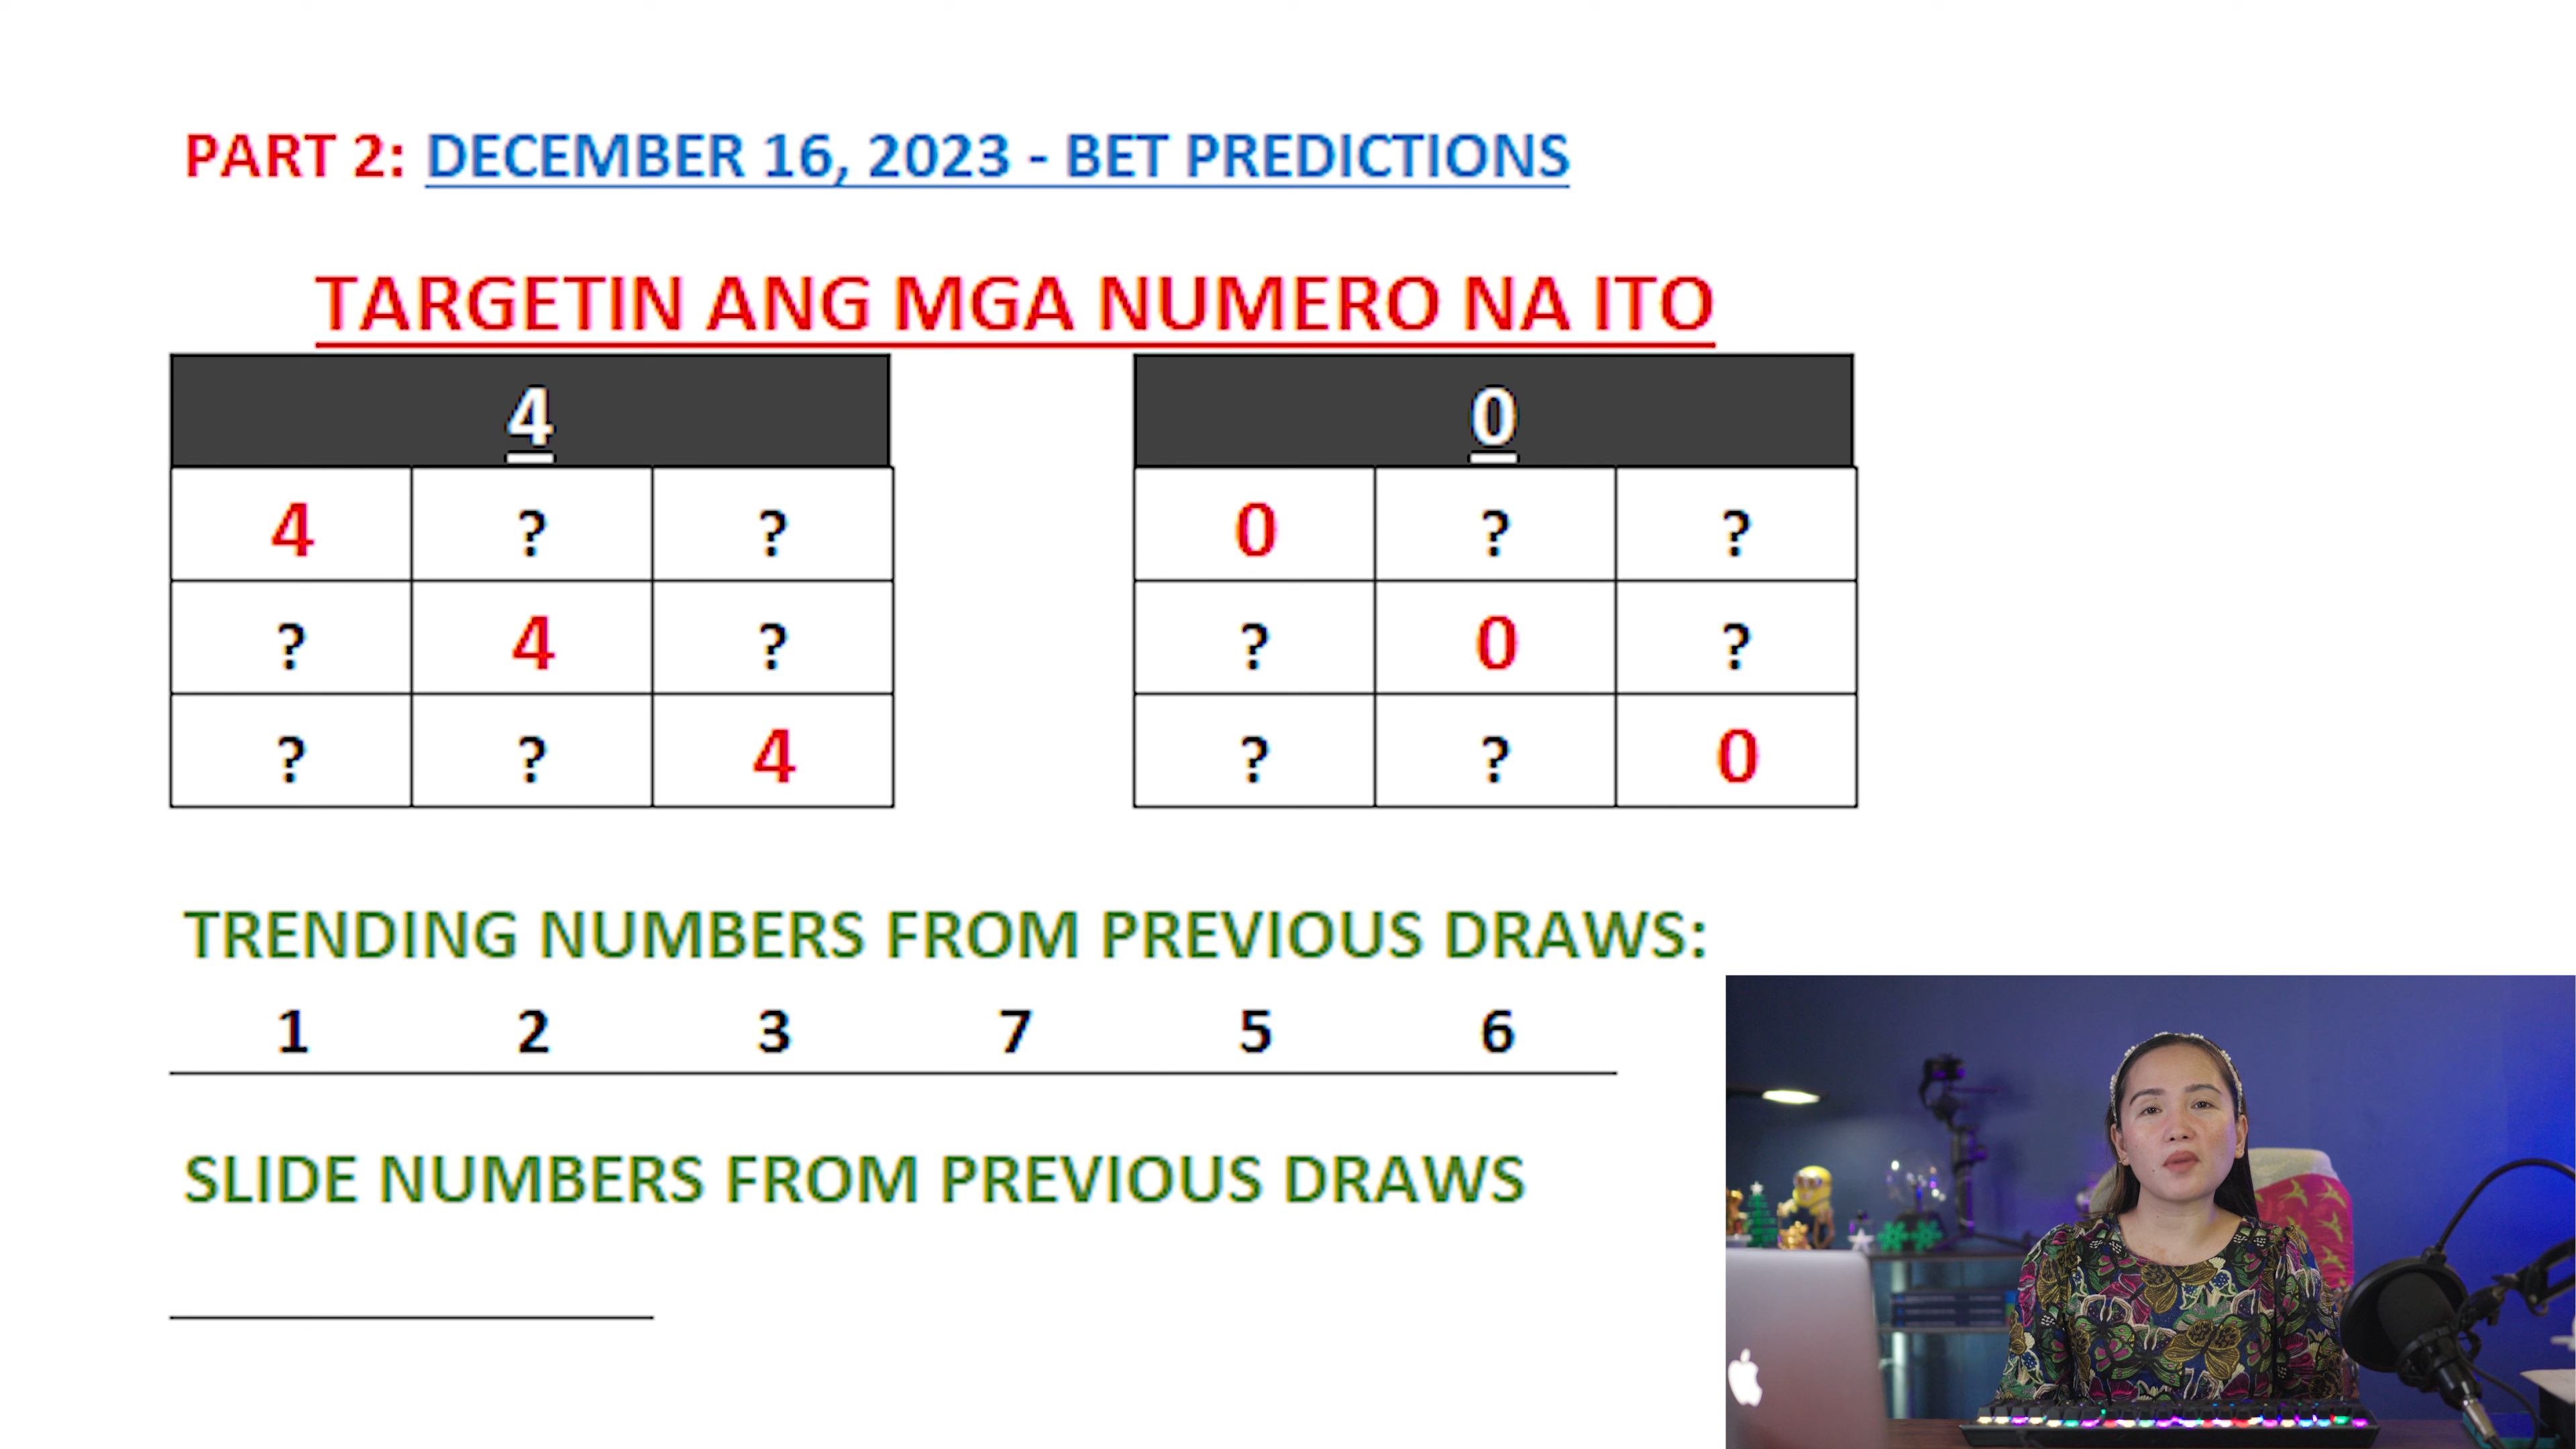 PART 2: DECEMBER 16, 2023 - BET PREDICTIONS
TARGETIN ANG MGA NUMERO NA ITO
4
4 ? ?
? 4 ?
? ? 4
0
0 ? ?
? 0 ?
? ? 0
TRENDING NUMBERS FROM PREVIOUS DRAWS:
1 2 3 7 5 6
SLIDE NUMBERS FROM PREVIOUS DRAWS